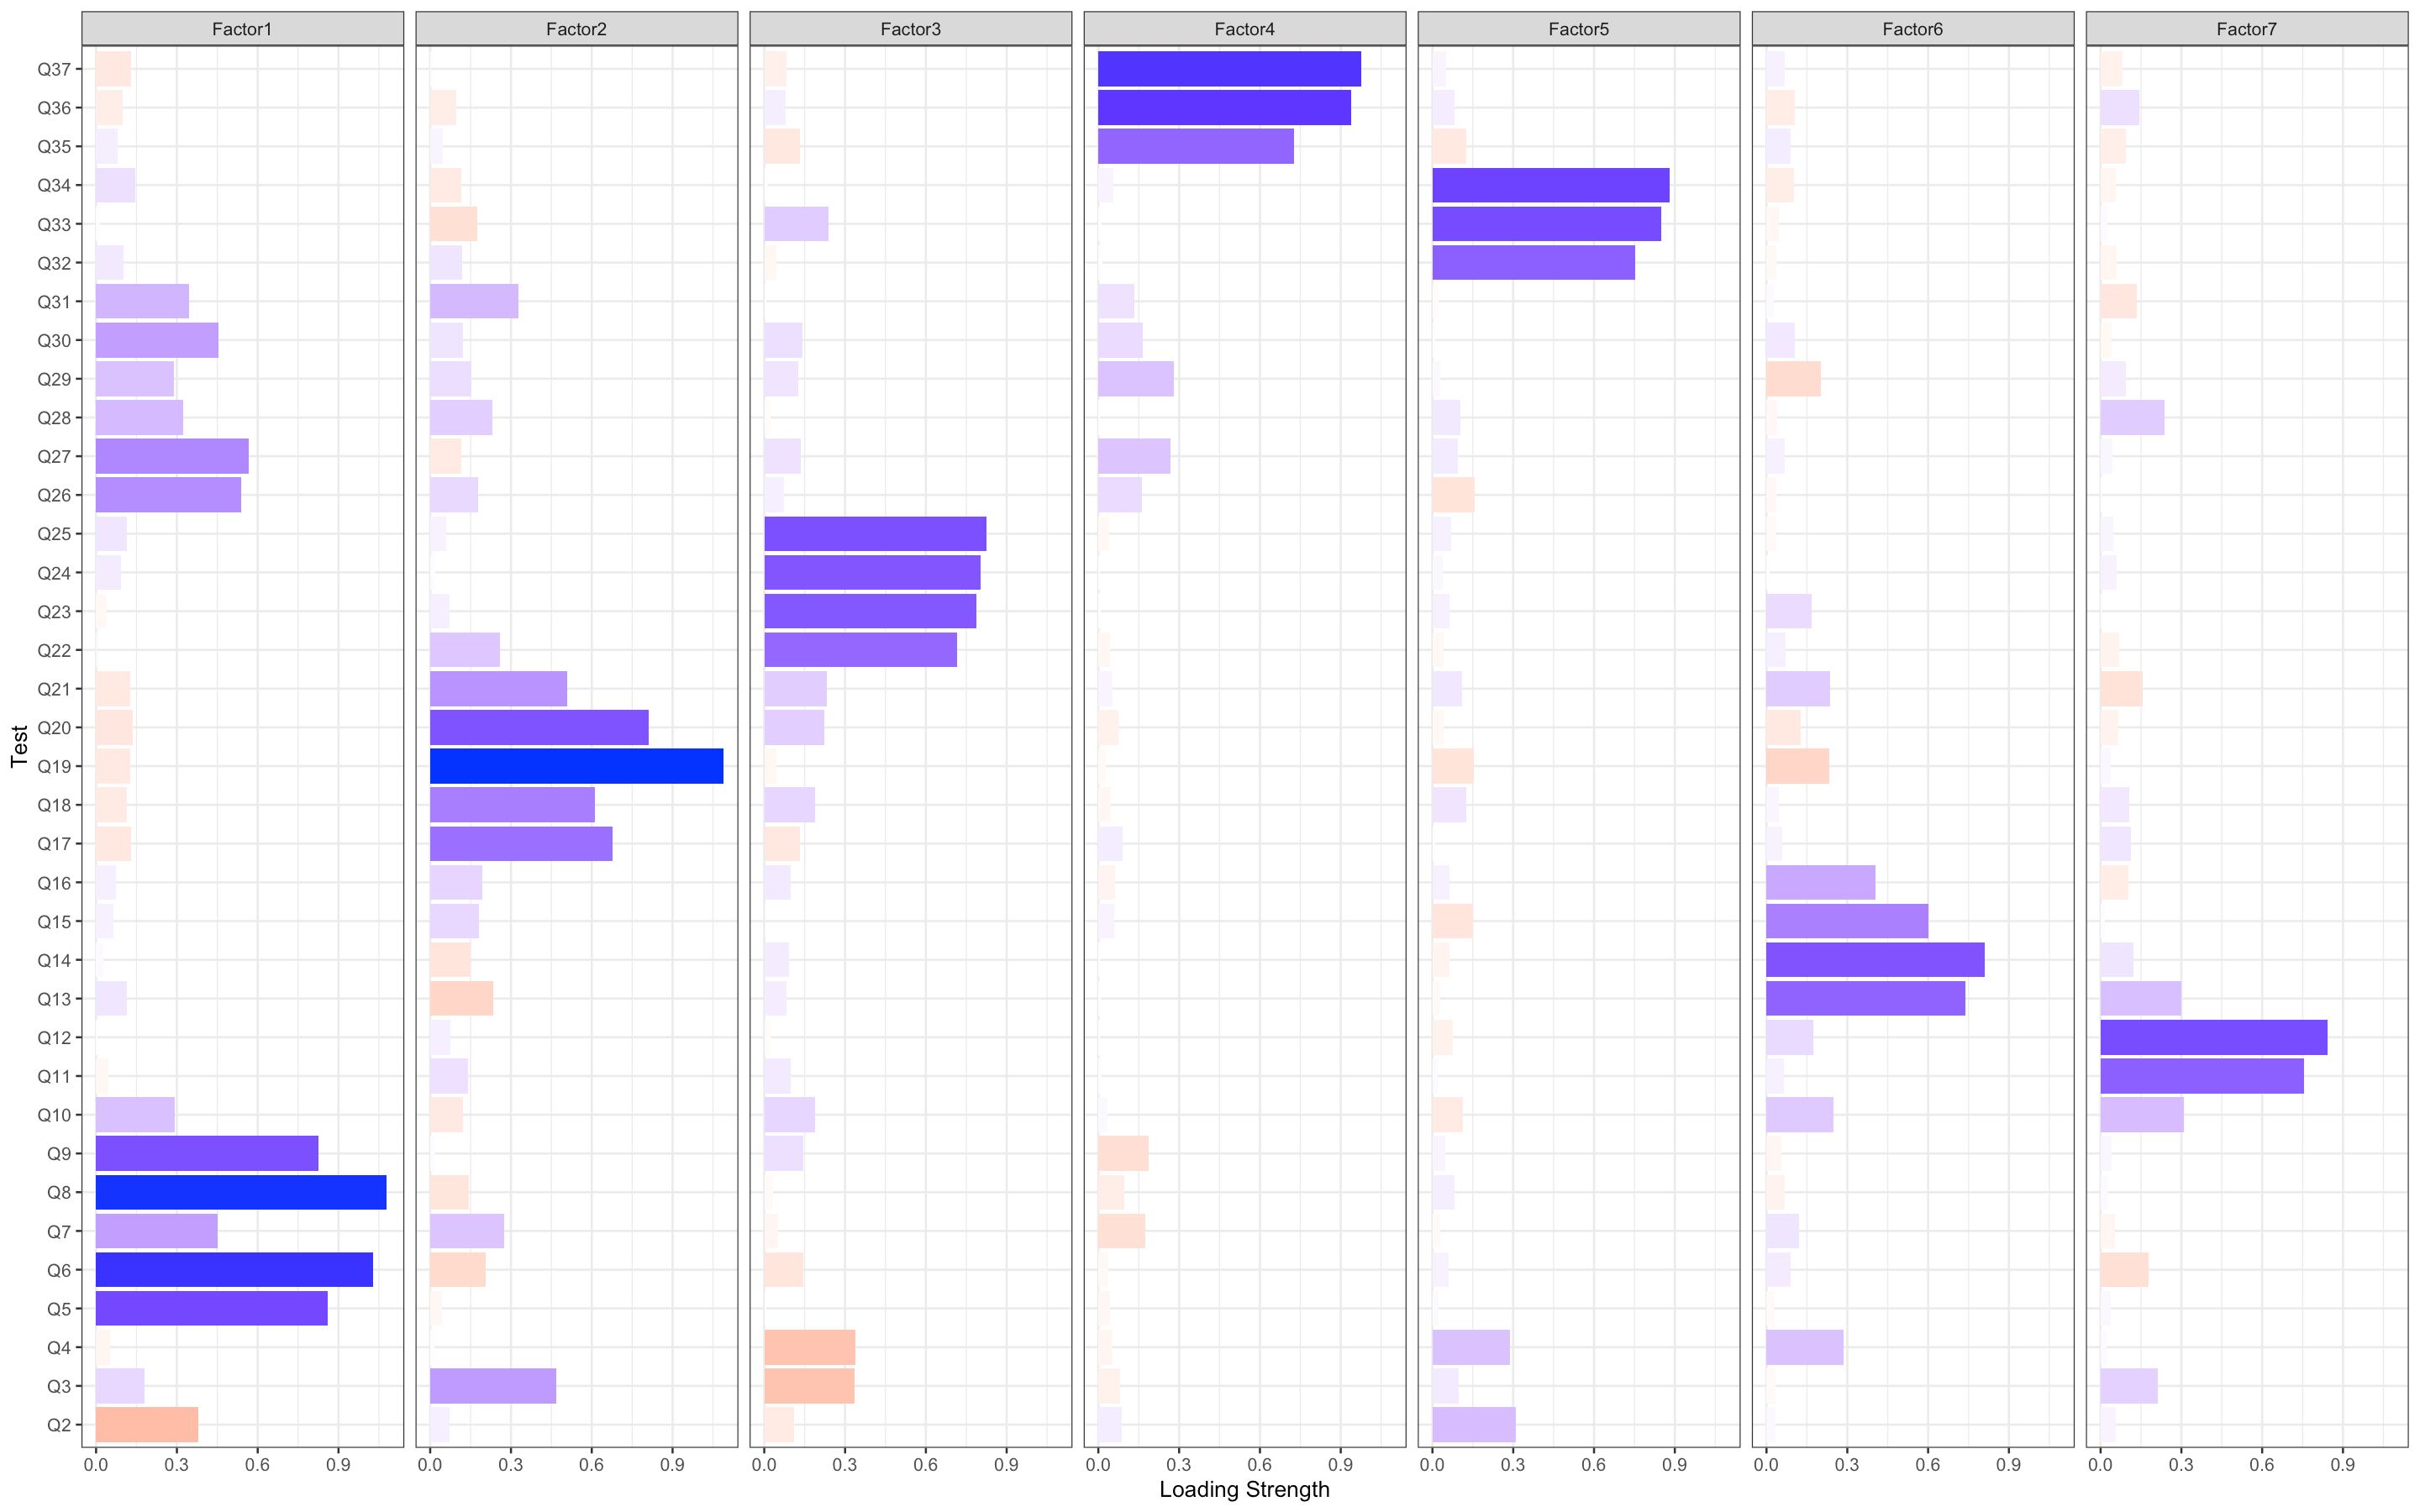 Factor1 Factor2 Factor3 Factor4 Factor5 Factor6 Factor7
Q37
Q36
Q35
Q34
Q33
Q32
Q31
Q30
Q29
Q28
Q27
Q26
Q25
Q24
Q23
Q22
Q21
Q20
Q19
Q18
Q17
Q16
Q15
Q14
Q13
Q12
Q11
Q10
Q9
Q8
Q7
Q6
Q5
Q4
Q3
Q2
Test
0.0 0.3 0.6 0.9 0.0 0.3 0.6 0.9 0.0 0.3 0.6 0.9 0.0 0.3 0.6 0.9 0.0 0.3 0.6 0.9 0.0 0.3 0.6 0.9 0.0 0.3 0.6 0.9
Loading Strength